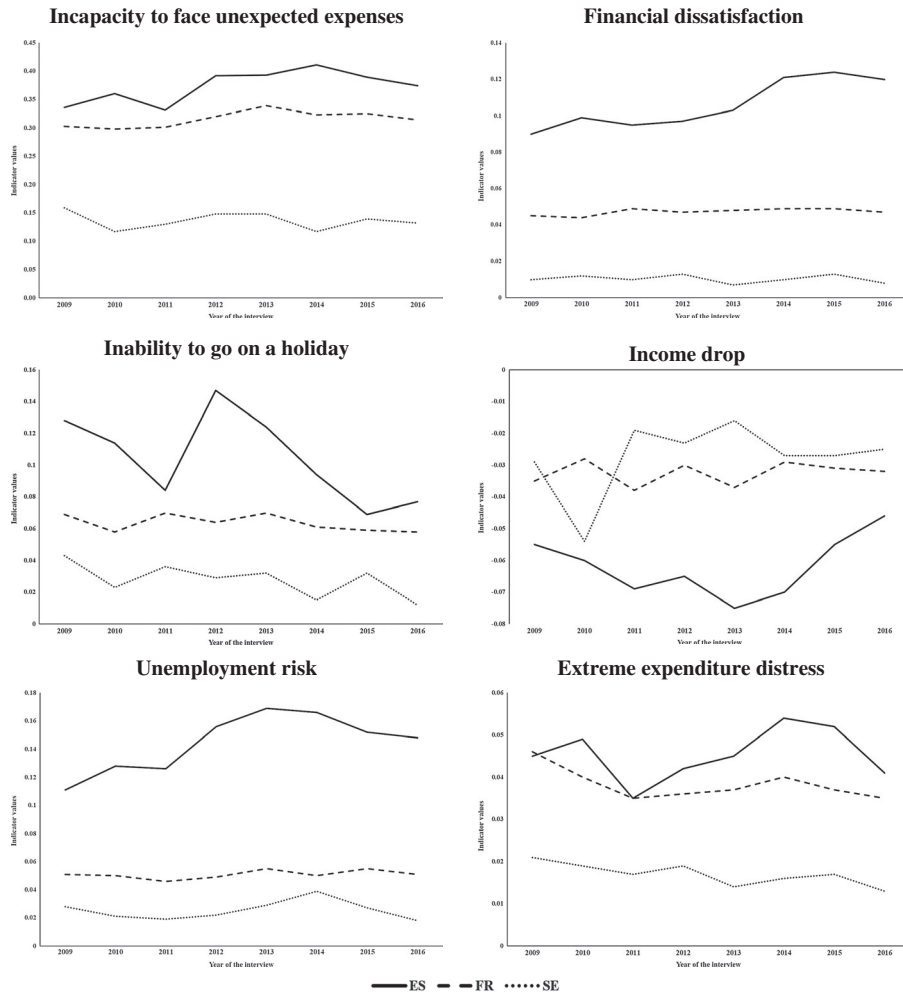 Incapacity to face unexpected expenses
0.45
0.40
0.35
0.30
0.25
0.20
0.15
0.10
0.05
0.00
Indicator values
2009 2010 2011 2012 2013 2014 2015 2016
Year of the interview
Financial dissatisfaction
0.14
0.12
0.1
0.08
0.06
0.04
0.02
0
Indicator values
2009 2010 2011 2012 2013 2014 2015 2016
Year of the interview
Inability to go on a holiday
0.16
0.14
0.12
0.1
0.08
0.06
0.04
0.02
0
Indicator values
2009 2010 2011 2012 2013 2014 2015 2016
Year of the interview
Income drop
0
-0.01
-0.02
-0.03
-0.04
-0.05
-0.06
-0.07
-0.08
Indicator values
2009 2010 2011 2012 2013 2014 2015 2016
Year of the interview
Unemployment risk
0.18
0.16
0.14
0.12
0.1
0.08
0.06
0.04
0.02
0
Indicator values
2009 2010 2011 2012 2013 2014 2015 2016
Year of the interview
Extreme expenditure distress
0.06
0.05
0.04
0.03
0.02
0.01
0
Indicator values
2009 2010 2011 2012 2013 2014 2015 2016
Year of the interview
ES FR SE